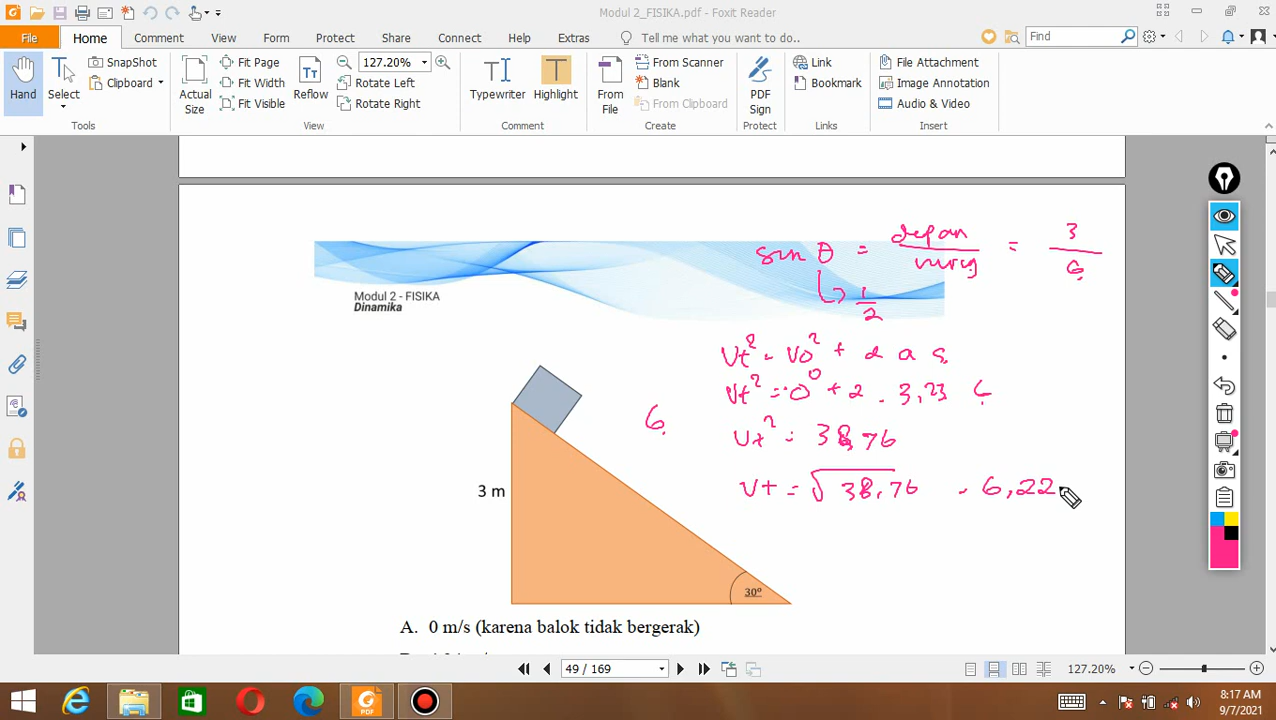 Modul 2_FISIKA.pdf - Foxit Reader
File Home Comment View Form Protect Share Connect Help Extras Tell me what you want to do.. Find
Hand
Select
SnapShot
Clipboard
Tools
Actual Size
Fit Page
Fit Width
Fit Visible
Reflow
127.20%
Rotate Left
Rotate Right
View
Typewriter
Highlight
Comment
From File
From Scanner
Blank
From Clipboard
Create
PDF Sign
Protect
Link
Bookmark
Links
File Attachment
Image Annotation
Audio & Video
Insert
sin θ = depan / miring = 3 / 6
1/2
Modul 2 - FISIKA
Dinamika
Vt² = Vo² + 2 a s
Vt² = 0⁰ + 2 . 3,23 6
6
Vt² = 38,76
Vt = √38,76 = 6,22
3 m
30°
A. 0 m/s (karena balok tidak bergerak)
49 / 169
127.20%
8:17 AM
9/7/2021